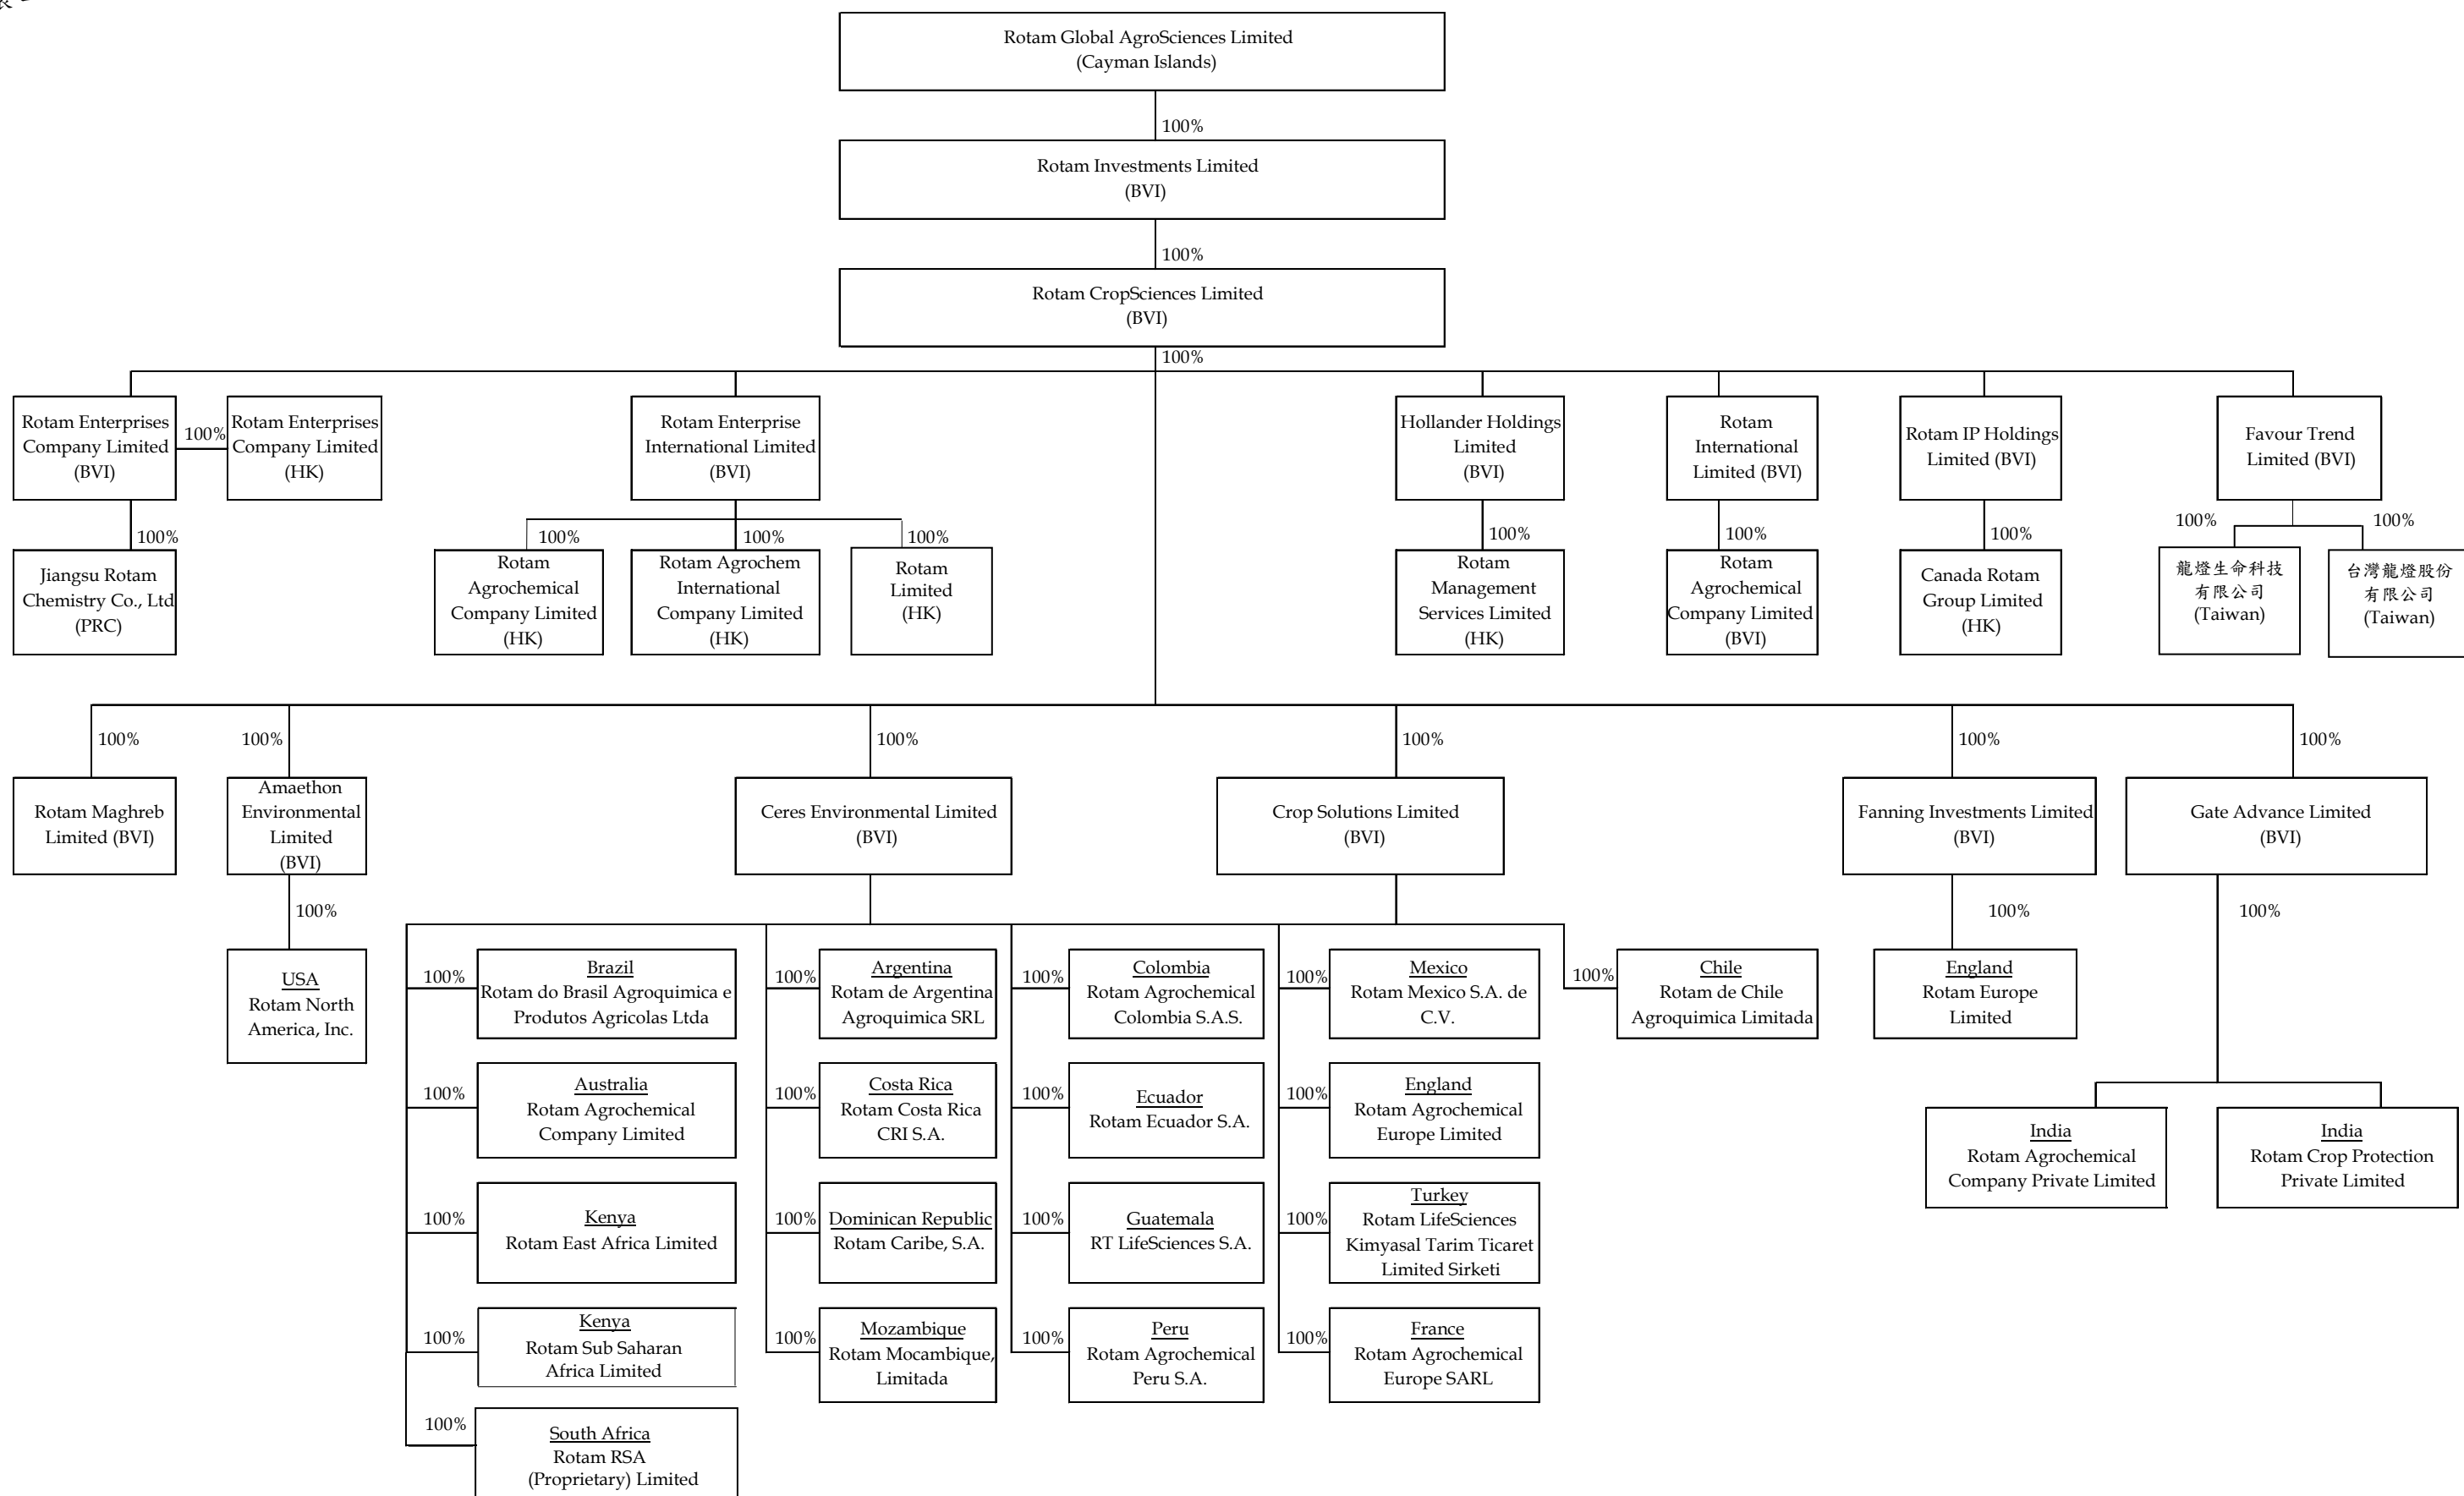 Rotam Global AgroSciences Limited
(Cayman Islands)
100%
Rotam Investments Limited
(BVI)
100%
Rotam CropSciences Limited
(BVI)
100%
Rotam Enterprises
Company Limited
(BVI)
100%
Rotam Enterprises
Company Limited
(HK)
Rotam Enterprise
International Limited
(BVI)
Hollander Holdings
Limited
(BVI)
Rotam
International
Limited (BVI)
Rotam IP Holdings
Limited (BVI)
Favour Trend
Limited (BVI)
100%
100%
100%
100%
100%
100%
100%
100%
100%
Jiangsu Rotam
Chemistry Co., Ltd
(PRC)
Rotam
Agrochemical
Company Limited
(HK)
Rotam Agrochem
International
Company Limited
(HK)
Rotam
Limited
(HK)
Rotam
Management
Services Limited
(HK)
Rotam
Agrochemical
Company Limited
(BVI)
Canada Rotam
Group Limited
(HK)
龍燈生命科技
有限公司
(Taiwan)
台灣龍燈股份
有限公司
(Taiwan)
100%
100%
100%
100%
100%
100%
Rotam Maghreb
Limited (BVI)
Amaethon
Environmental
Limited
(BVI)
Ceres Environmental Limited
(BVI)
Crop Solutions Limited
(BVI)
Fanning Investments Limited
(BVI)
Gate Advance Limited
(BVI)
100%
100%
100%
USA
Rotam North
America, Inc.
100%
Brazil
Rotam do Brasil Agroquimica e
Produtos Agricolas Ltda
100%
Argentina
Rotam de Argentina
Agroquimica SRL
100%
Colombia
Rotam Agrochemical
Colombia S.A.S.
100%
Mexico
Rotam Mexico S.A. de
C.V.
100%
Chile
Rotam de Chile
Agroquimica Limitada
England
Rotam Europe
Limited
100%
Australia
Rotam Agrochemical
Company Limited
100%
Costa Rica
Rotam Costa Rica
CRI S.A.
100%
Ecuador
Rotam Ecuador S.A.
100%
England
Rotam Agrochemical
Europe Limited
India
Rotam Agrochemical
Company Private Limited
India
Rotam Crop Protection
Private Limited
100%
Kenya
Rotam East Africa Limited
100%
Dominican Republic
Rotam Caribe, S.A.
100%
Guatemala
RT LifeSciences S.A.
100%
Turkey
Rotam LifeSciences
Kimyasal Tarim Ticaret
Limited Sirketi
100%
Kenya
Rotam Sub Saharan
Africa Limited
100%
Mozambique
Rotam Mocambique,
Limitada
100%
Peru
Rotam Agrochemical
Peru S.A.
100%
France
Rotam Agrochemical
Europe SARL
100%
South Africa
Rotam RSA
(Proprietary) Limited